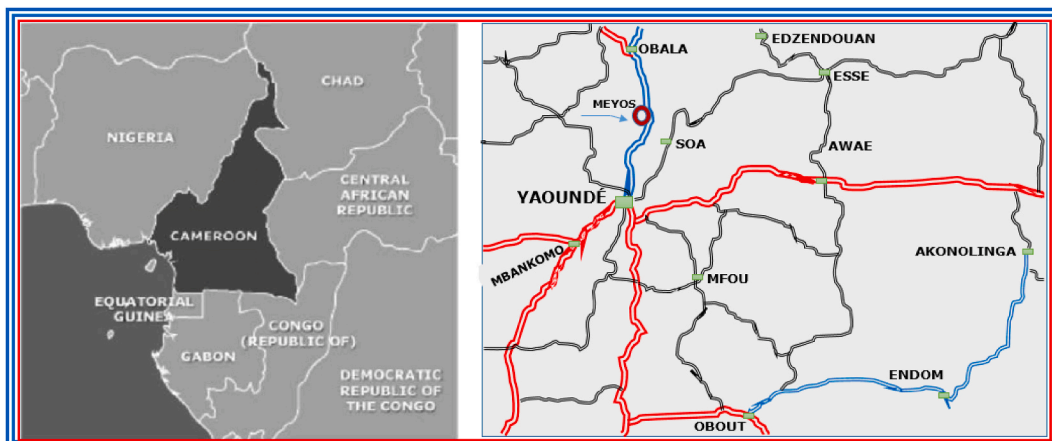 CHAD
NIGERIA
CENTRAL
AFRICAN
REPUBLIC
CAMEROON
EQUATORIAL
GUINEA
CONGO
(REPUBLIC OF)
GABON
DEMOCRATIC
REPUBLIC OF
THE CONGO
EDZENDOUAN
OBALA
ESSE
MEYOS
SOA
AWAE
YAOUNDÉ
AKONOLINGA
MBANKOMO
MFOU
ENDOM
OBOUT